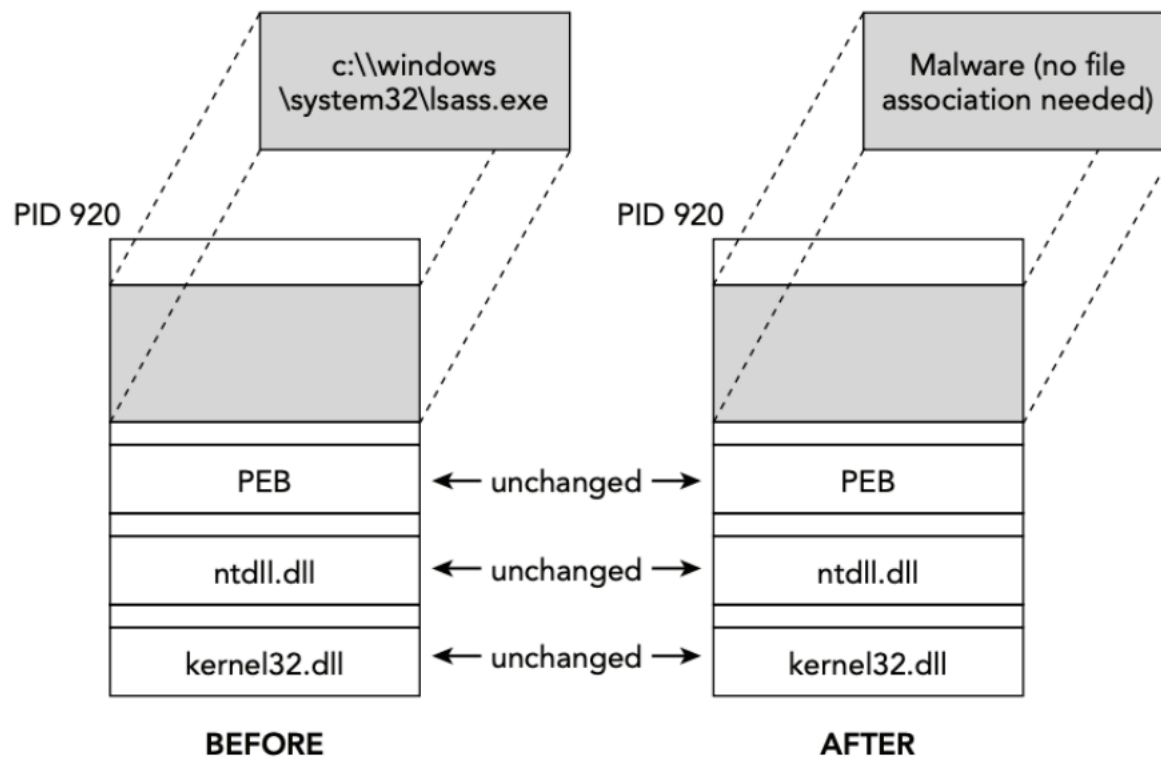 c:\\windows
\system32\lsass.exe
Malware (no file
association needed)
PID 920
PID 920
PEB
unchanged
PEB
ntdll.dll
unchanged
ntdll.dll
kernel32.dll
unchanged
kernel32.dll
BEFORE
AFTER